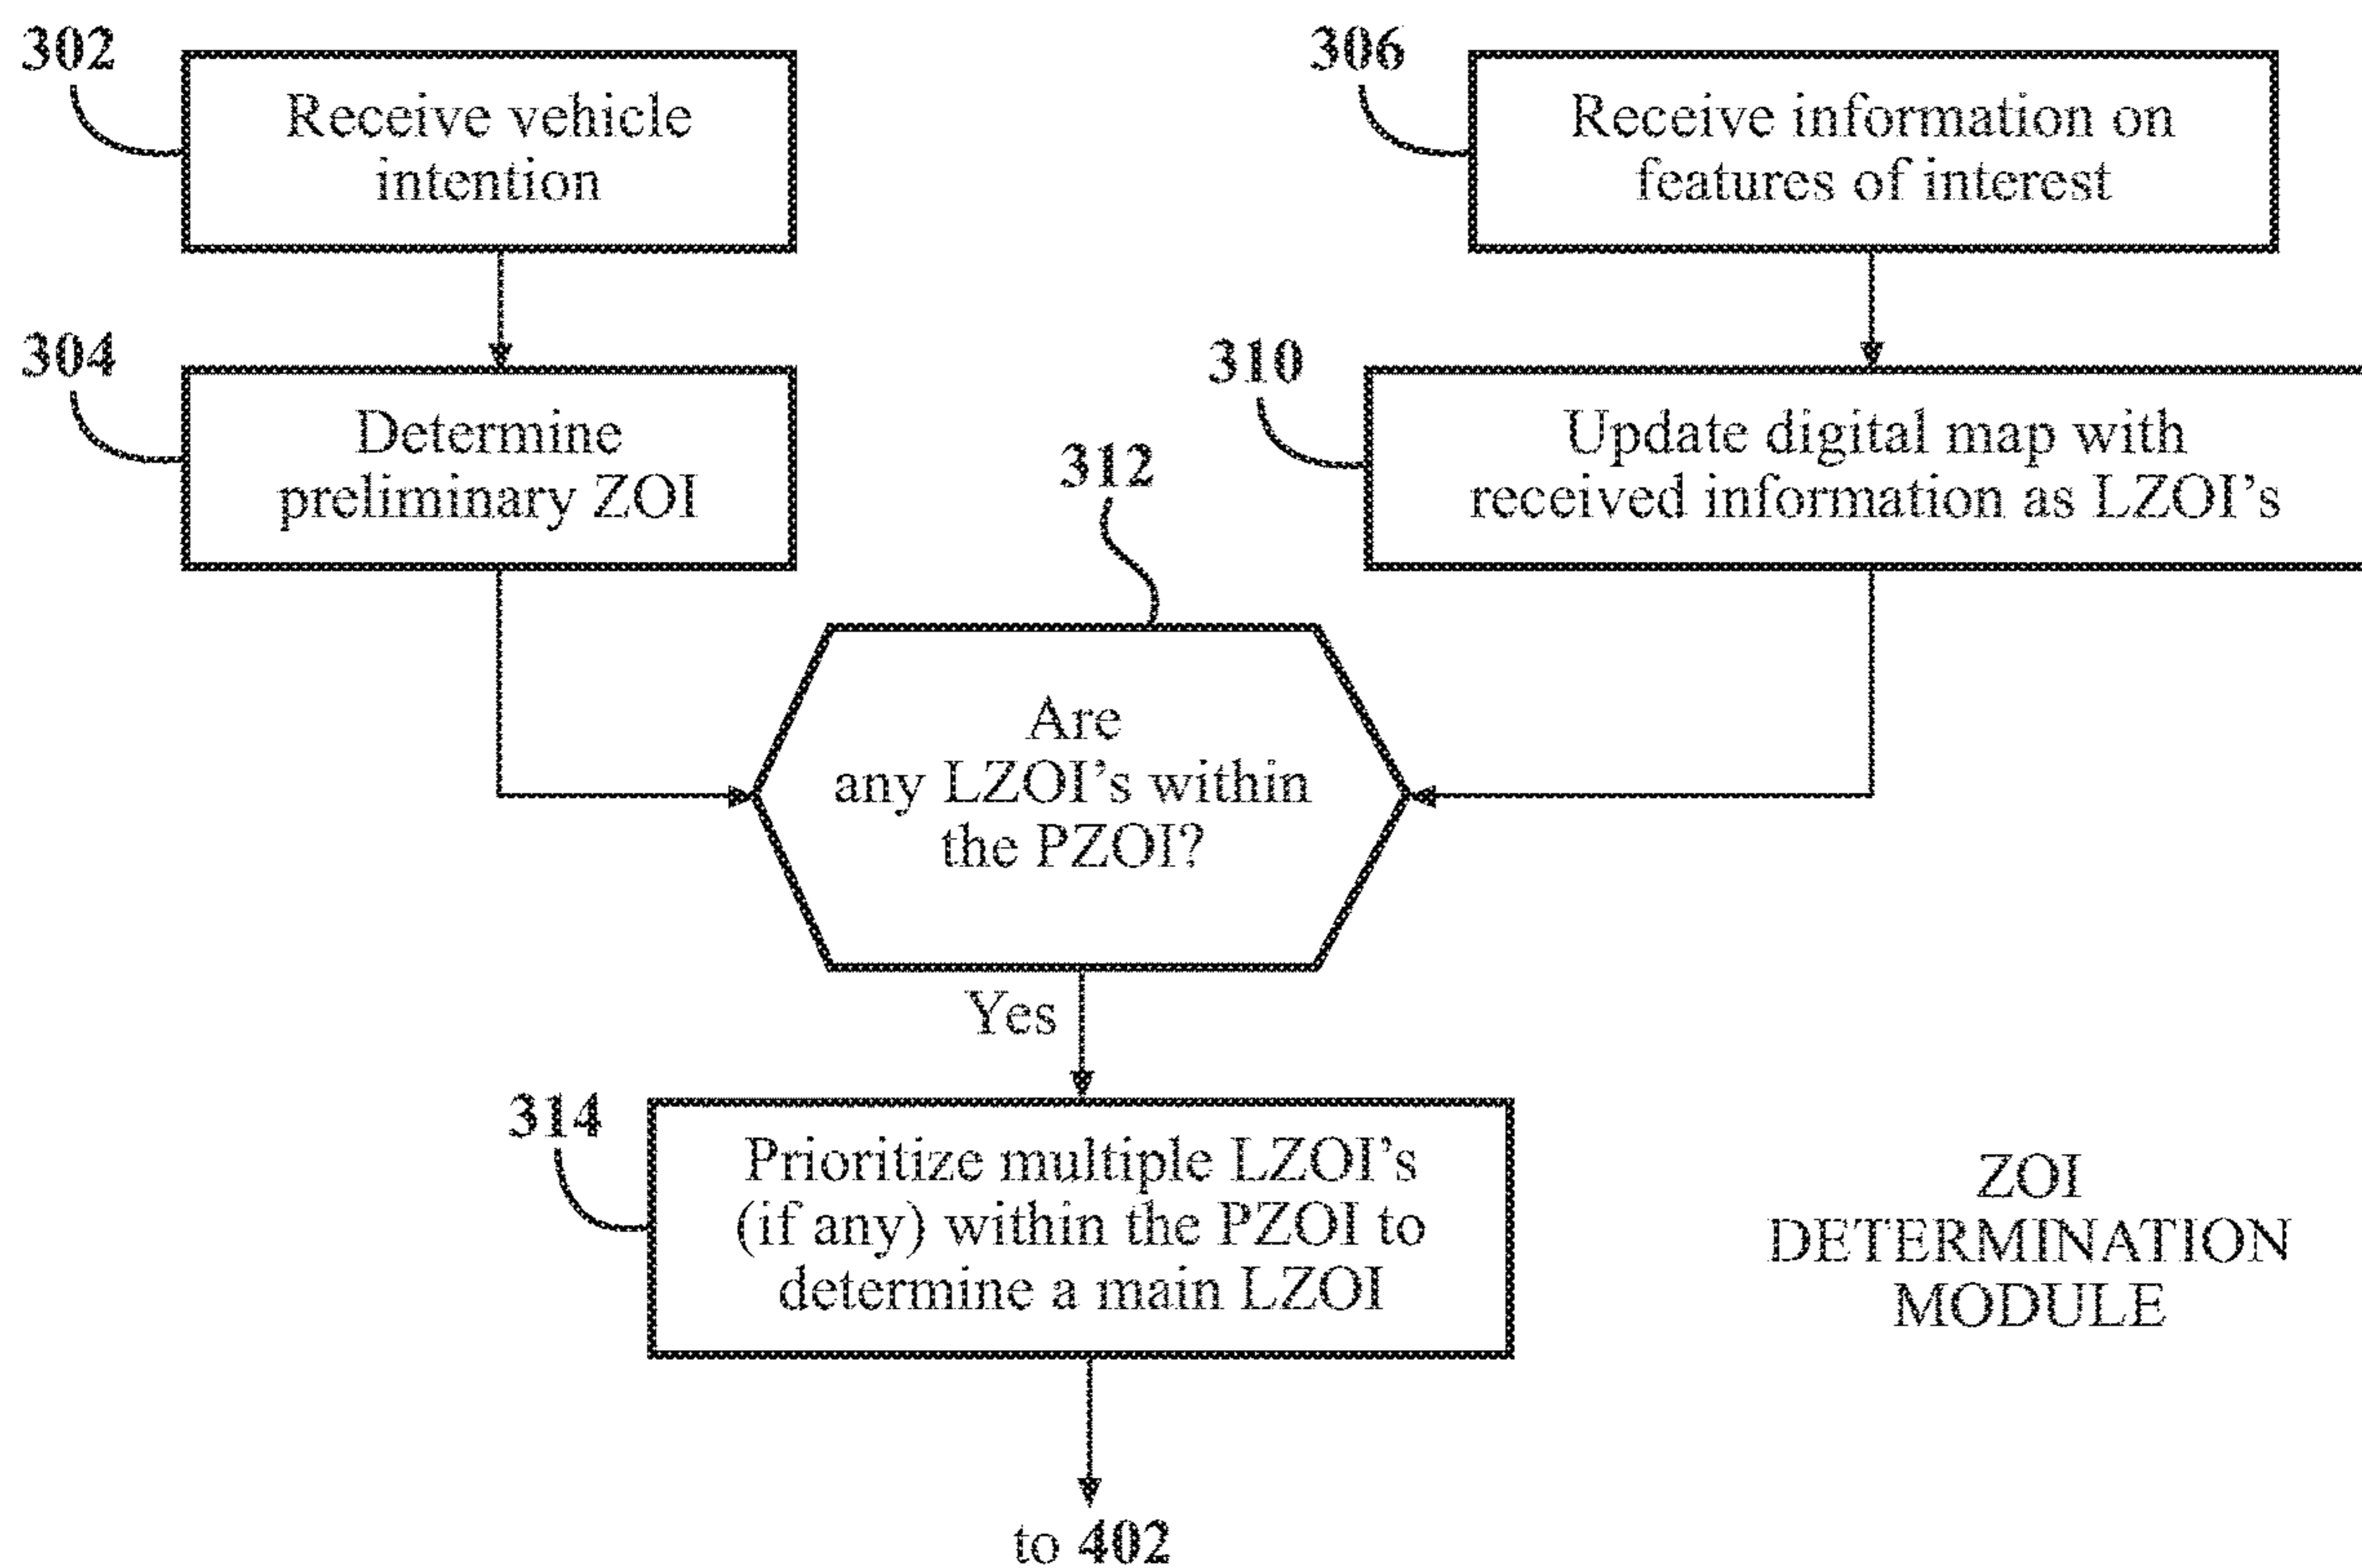 302
Receive vehicle
intention
306
Receive information on
features of interest
304
Determine
preliminary ZOI
310
Update digital map with
received information as LZOI's
312
Are
any LZOI's within
the PZOI?
Yes
314
Prioritize multiple LZOI's
(if any) within the PZOI to
determine a main LZOI
ZOI
DETERMINATION
MODULE
to 402